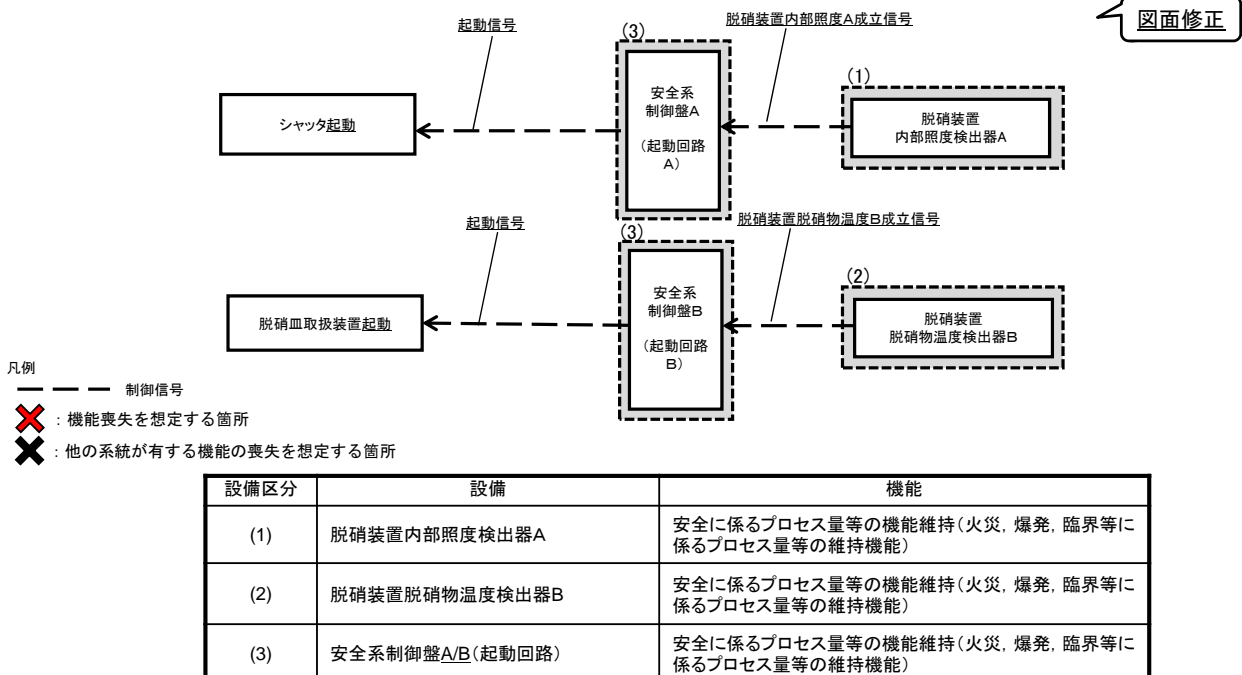 図面修正
起動信号
(3)
脱硝装置内部照度A成立信号
(1)
シャッタ起動
安全系
制御盤A
(起動回路
A)
脱硝装置
内部照度検出器A
起動信号
(3)
脱硝装置脱硝物温度B成立信号
(2)
脱硝皿取扱装置起動
安全系
制御盤B
(起動回路
B)
脱硝装置
脱硝物温度検出器B
凡例
制御信号
：機能喪失を想定する箇所
：他の系統が有する機能の喪失を想定する箇所
設備区分 設備 機能
(1) 脱硝装置内部照度検出器A 安全に係るプロセス量等の機能維持(火災，爆発，臨界等に
係るプロセス量等の維持機能)
(2) 脱硝装置脱硝物温度検出器B 安全に係るプロセス量等の機能維持(火災，爆発，臨界等に
係るプロセス量等の維持機能)
(3) 安全系制御盤A/B(起動回路) 安全に係るプロセス量等の機能維持(火災，爆発，臨界等に
係るプロセス量等の維持機能)